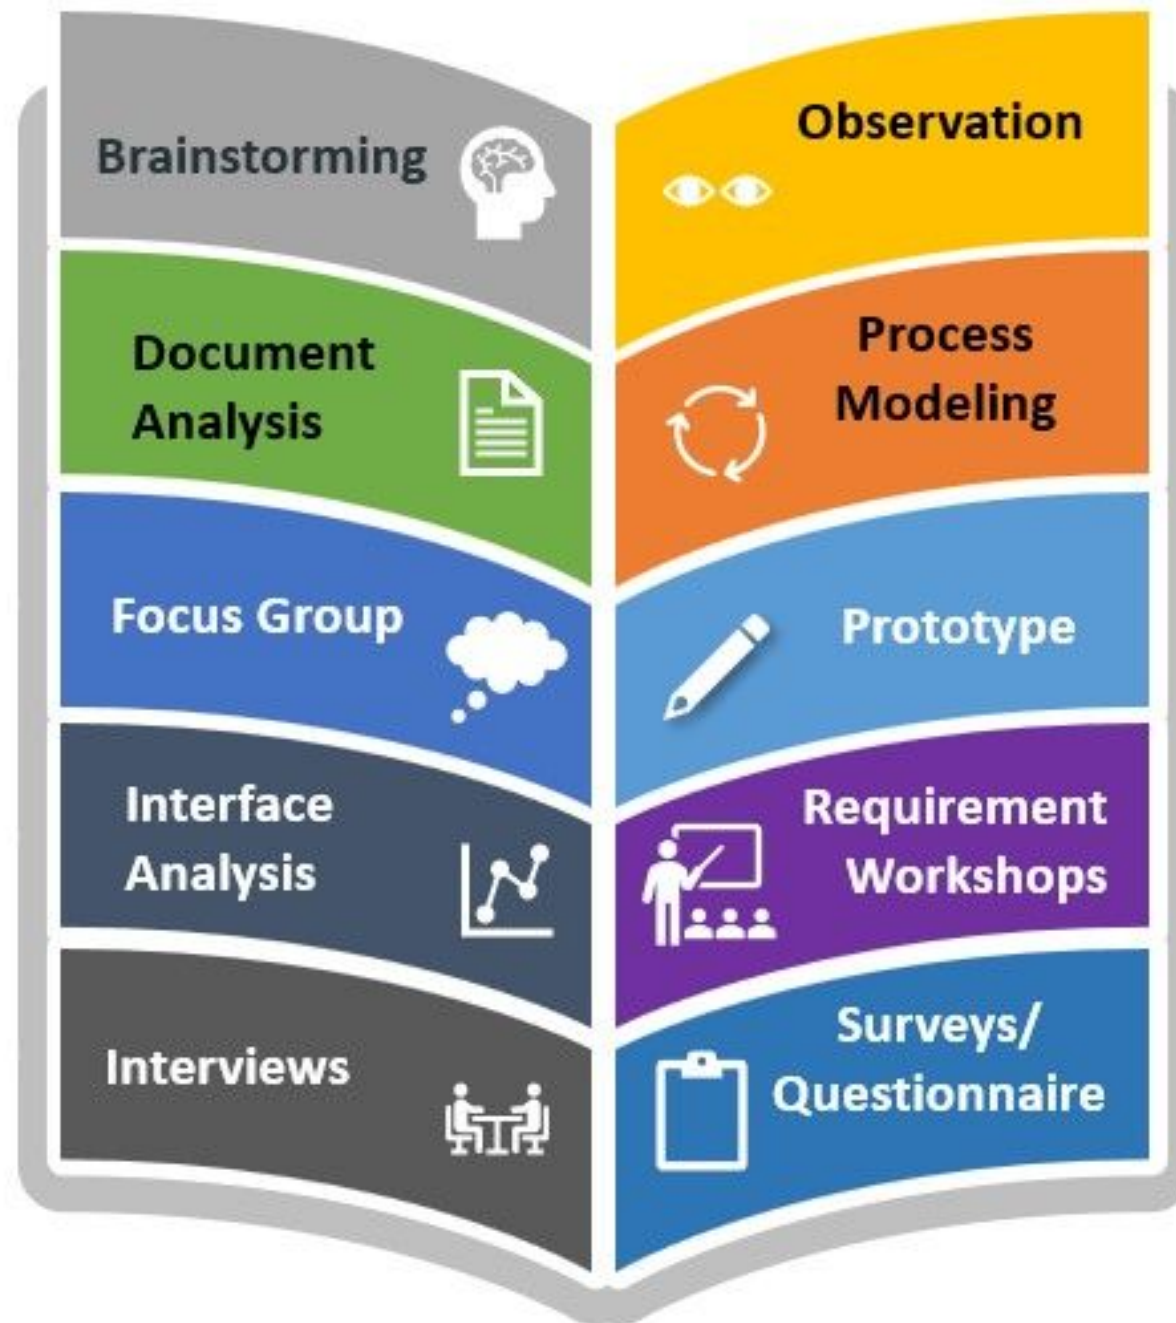 Brainstorming
Document
Analysis
Focus Group
Interface
Analysis
Interviews
Observation
Process
Modeling
Prototype
Requirement
Workshops
Surveys/
Questionnaire